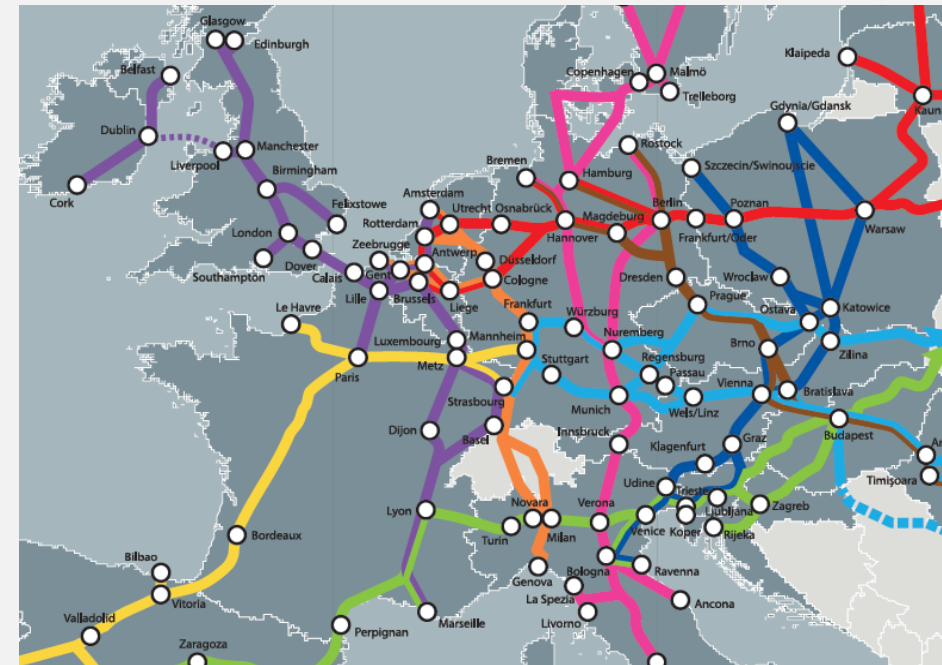 Glasgow
Edinburgh
Belfast
Klaipeda
Copenhagen
Malmö
Trelleborg
Gdynia/Gdansk
Dublin
Liverpool
Manchester
Rostock
Birmingham
Bremen
Hamburg
Szczecin/Swinoujscie
Cork
Felixstowe
Amsterdam
Utrecht
Osnabrück
Magdeburg
Berlin
Poznan
London
Rotterdam
Hannover
Frankfurt/Oder
Warsaw
Southampton
Dover
Calais
Zeebrugge
Gent
Antwerp
Düsseldorf
Cologne
Dresden
Wroclaw
Lille
Brussels
Liege
Le Havre
Frankfurt
Prague
Ostava
Katowice
Luxembourg
Mannheim
Würzburg
Nuremberg
Brno
Zilina
Paris
Metz
Stuttgart
Regensburg
Passau
Vienna
Bratislava
Strasbourg
Munich
Wels/Linz
Dijon
Basel
Innsbruck
Klagenfurt
Graz
Budapest
Udine
Trieste
Timişoara
Lyon
Novara
Verona
Ljubljana
Zagreb
Bordeaux
Turin
Milan
Venice
Koper
Rijeka
Bilbao
Genova
Bologna
Ravenna
Vitoria
La Spezia
Ancona
Valladolid
Marseille
Livorno
Perpignan
Zaragoza